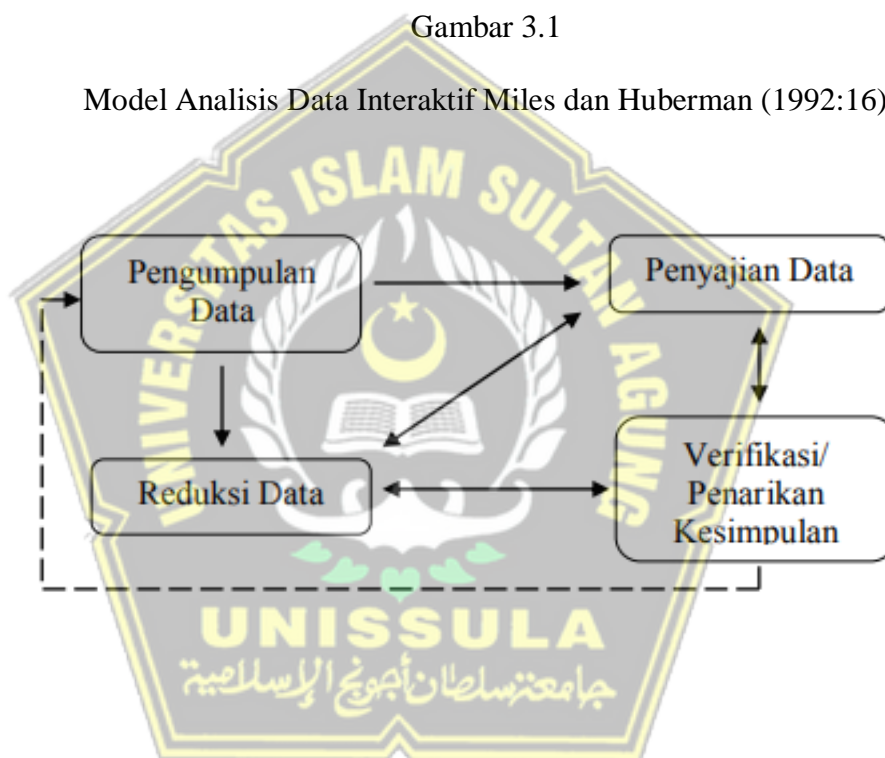 Gambar 3.1
Model Analisis Data Interaktif Miles dan Huberman (1992:16)
UNIVERSITAS ISLAM SULTAN AGUNG
Pengumpulan
Data
Penyajian Data
Reduksi Data
Verifikasi/
Penarikan
Kesimpulan
UNISSULA
جامعة سلطان أجونج الإسلامية